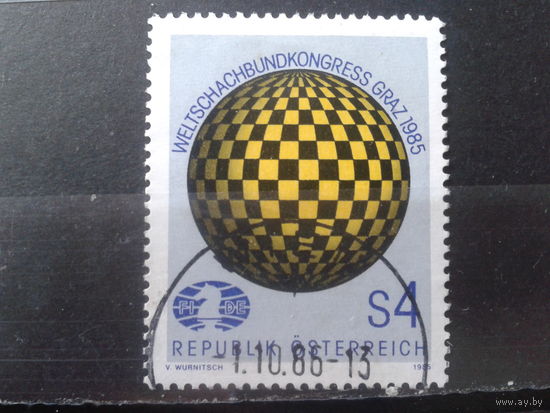 WELTSCHACHBUNDKONGRESS GRAZ 1985
FIDE
S4
REPUBLIK ÖSTERREICH
-1.10.86-13
V. WURNITSCH 1985
www.ay.by